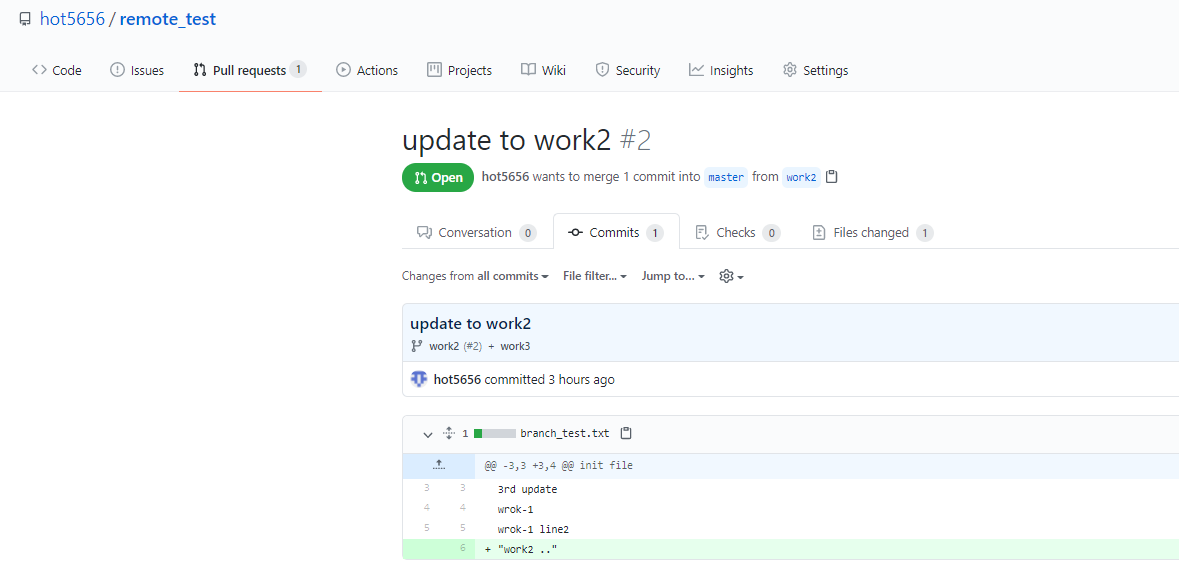 hot5656 / remote_test
Code Issues Pull requests 1 Actions Projects Wiki Security Insights Settings
update to work2 #2
Open hot5656 wants to merge 1 commit into master from work2
Conversation 0 Commits 1 Checks 0 Files changed 1
Changes from all commits File filter... Jump to...
update to work2
work2 (#2) + work3
hot5656 committed 3 hours ago
1 branch_test.txt
@@ -3,3 +3,4 @@ init file
3 3 3rd update
4 4 wrok-1
5 5 wrok-1 line2
6 + "work2 .."